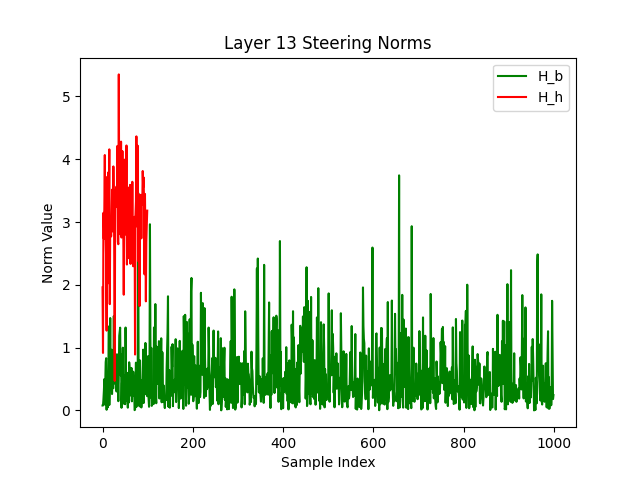 Layer 13 Steering Norms
H_b
H_h
Norm Value
5
4
3
2
1
0
0 200 400 600 800 1000
Sample Index